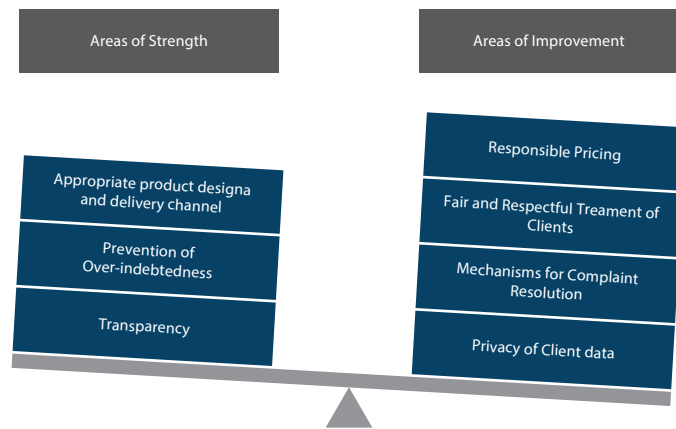 Areas of Strength
Areas of Improvement
Appropriate product designa
and delivery channel
Prevention of
Over-indebtedness
Transparency
Responsible Pricing
Fair and Respectful Treament of
Clients
Mechanisms for Complaint
Resolution
Privacy of Client data